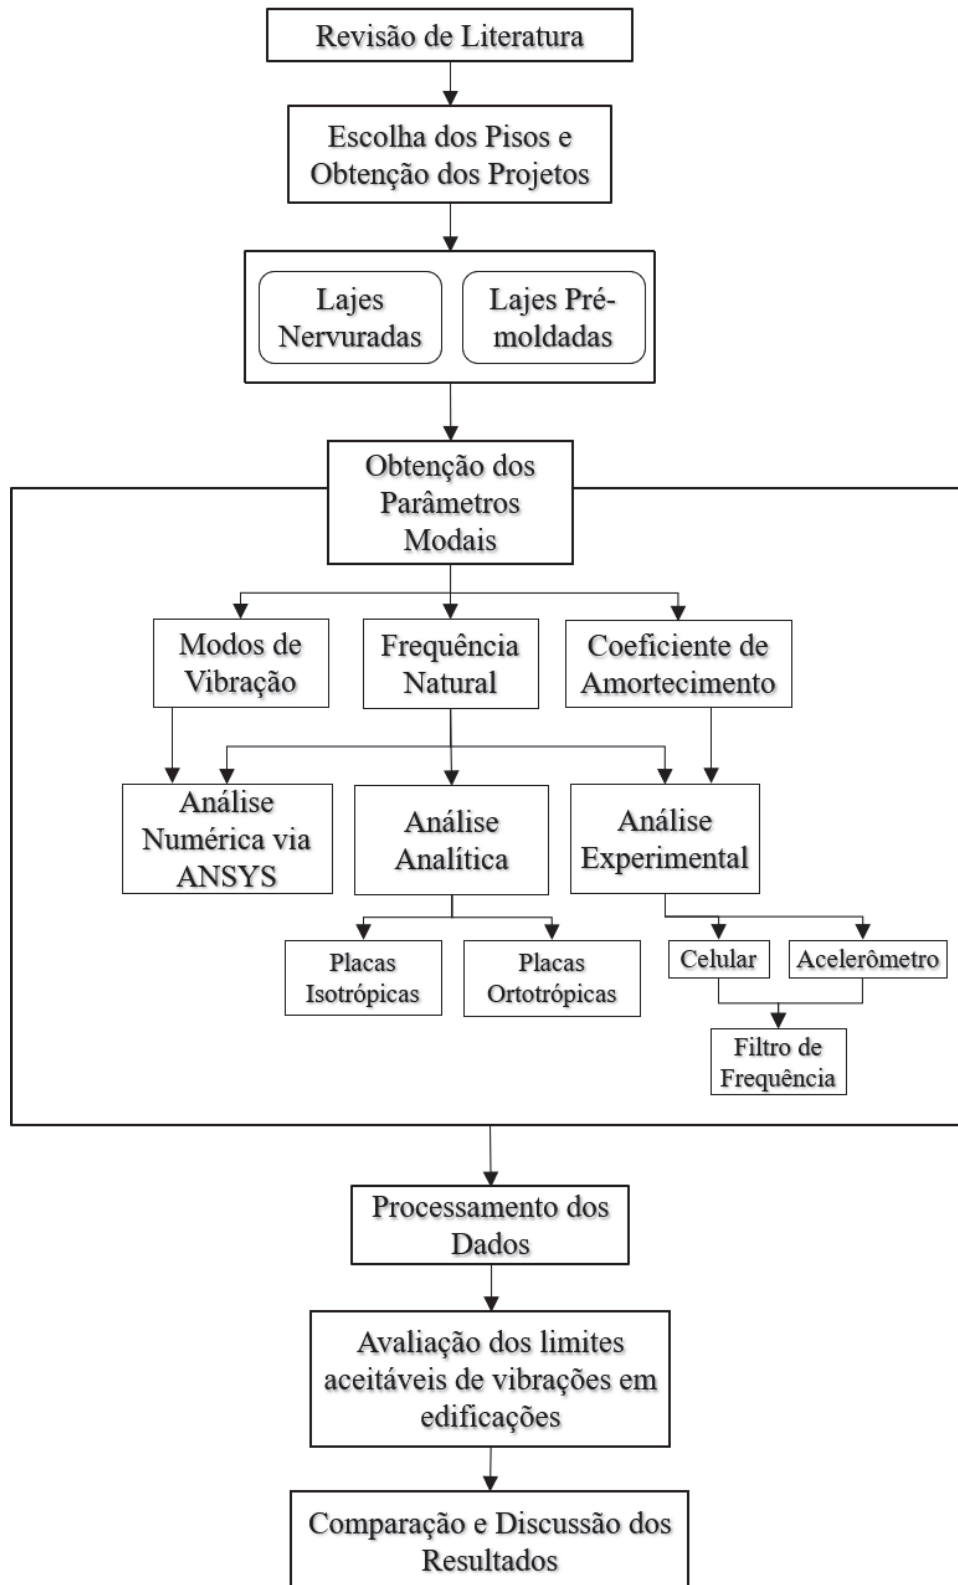 Revisão de Literatura
Escolha dos Pisos e
Obtenção dos Projetos
Lajes
Nervuradas
Lajes Pré-
moldadas
Obtenção dos
Parâmetros
Modais
Modos de
Vibração
Frequência
Natural
Coeficiente de
Amortecimento
Análise
Numérica via
ANSYS
Análise
Analítica
Análise
Experimental
Placas
Isotrópicas
Placas
Ortotrópicas
Celular
Acelerômetro
Filtro de
Frequência
Processamento dos
Dados
Avaliação dos limites
aceitáveis de vibrações em
edificações
Comparação e Discussão dos
Resultados